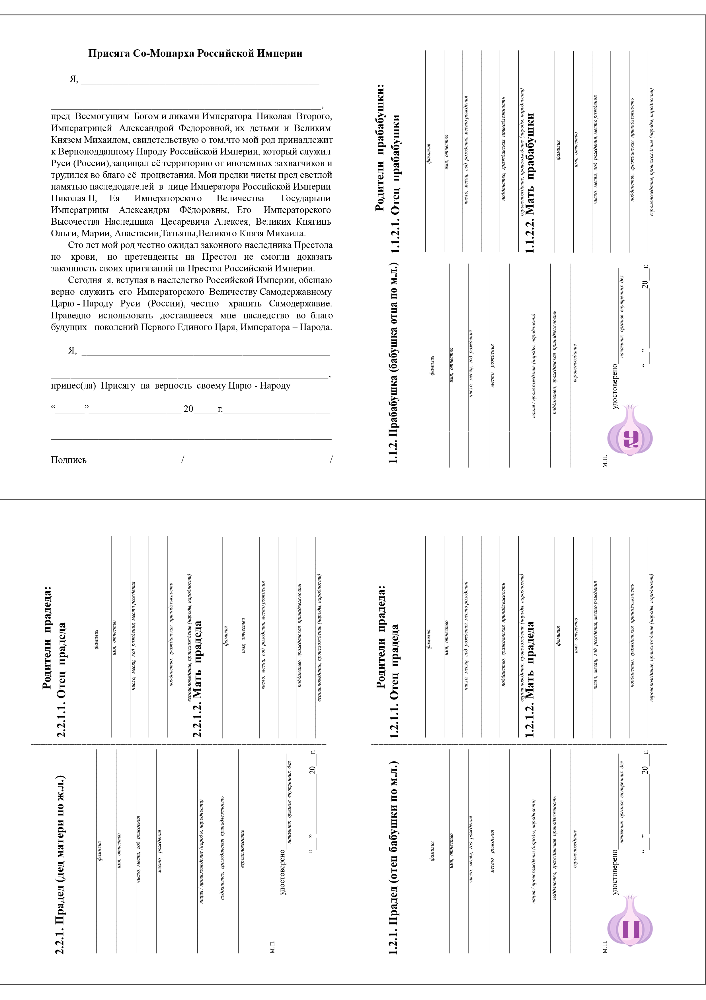 Присяга Со-Монарха Российской Империи
Я, ____________________
____________________,
пред Всемогущим Богом и ликами Императора Николая Второго,
Императрицей Александрой Федоровной, их детьми и Великим
Князем Михаилом, свидетельствую о том,что мой род принадлежит
к Верноподданному Народу Российской Империи, который служил
Руси (России),защищал её территорию от иноземных захватчиков и
трудился во благо её процветания. Мои предки чисты пред светлой
памятью наследодателей в лице Императора Российской Империи
Николая II, Ея Императорского Величества Государыни
Императрицы Александры Фёдоровны, Его Императорского
Высочества Наследника Цесаревича Алексея, Великих Княгинь
Ольги, Марии, Анастасии,Татьяны,Великого Князя Михаила.
Сто лет мой род честно ожидал законного наследника Престола
по крови, но претенденты на Престол не смогли доказать
законность своих притязаний на Престол Российской Империи.
Сегодня я, вступая в наследство Российской Империи, обещаю
верно служить его Императорского Величеству Самодержавному
Царю - Народу Руси (России), честно хранить Самодержавие.
Праведно использовать доставшееся мне наследство во благо
будущих поколений Первого Единого Царя, Императора – Народа.
Я, ____________________
____________________,
принес(ла) Присягу на верность своему Царю - Народу
“______”___________________ 20_____г.______________________
Подпись __________________ /_____________________________ /
1.1.2. Прабабушка (бабушка отца по м.л.)
фамилия
имя, отчество
число, месяц, год рождения
место рождения
нация / происхождение (народы, народности)
подданство, гражданская принадлежность
вероисповедание
М. П.
удостоверено____________________
начальник органов внутренних дел
“___”______________20___г.
Родители прабабушки:
1.1.2.1. Отец прабабушки
фамилия
имя, отчество
число, месяц, год рождения, место рождения
подданство, гражданская принадлежность
вероисповедание, происхождение (народы, народности)
1.1.2.2. Мать прабабушки
фамилия
имя, отчество
число, месяц, год рождения, место рождения
подданство, гражданская принадлежность
вероисповедание, происхождение (народы, народности)
2.2.1. Прадед (дед матери по ж.л.)
фамилия
имя, отчество
число, месяц, год рождения
место рождения
нация / происхождение (народы, народности)
подданство, гражданская принадлежность
вероисповедание
М. П.
удостоверено____________________
начальник органов внутренних дел
“___”______________20___г.
Родители прадеда:
2.2.1.1. Отец прадеда
фамилия
имя, отчество
число, месяц, год рождения, место рождения
подданство, гражданская принадлежность
вероисповедание, происхождение (народы, народности)
2.2.1.2. Мать прадеда
фамилия
имя, отчество
число, месяц, год рождения, место рождения
подданство, гражданская принадлежность
вероисповедание, происхождение (народы, народности)
1.2.1. Прадед (отец бабушки по м.л.)
фамилия
имя, отчество
число, месяц, год рождения
место рождения
нация / происхождение (народы, народности)
подданство, гражданская принадлежность
вероисповедание
М. П.
удостоверено____________________
начальник органов внутренних дел
“___”______________20___г.
Родители прадеда:
1.2.1.1. Отец прадеда
фамилия
имя, отчество
число, месяц, год рождения, место рождения
подданство, гражданская принадлежность
вероисповедание, происхождение (народы, народности)
1.2.1.2. Мать прадеда
фамилия
имя, отчество
число, месяц, год рождения, место рождения
подданство, гражданская принадлежность
вероисповедание, происхождение (народы, народности)